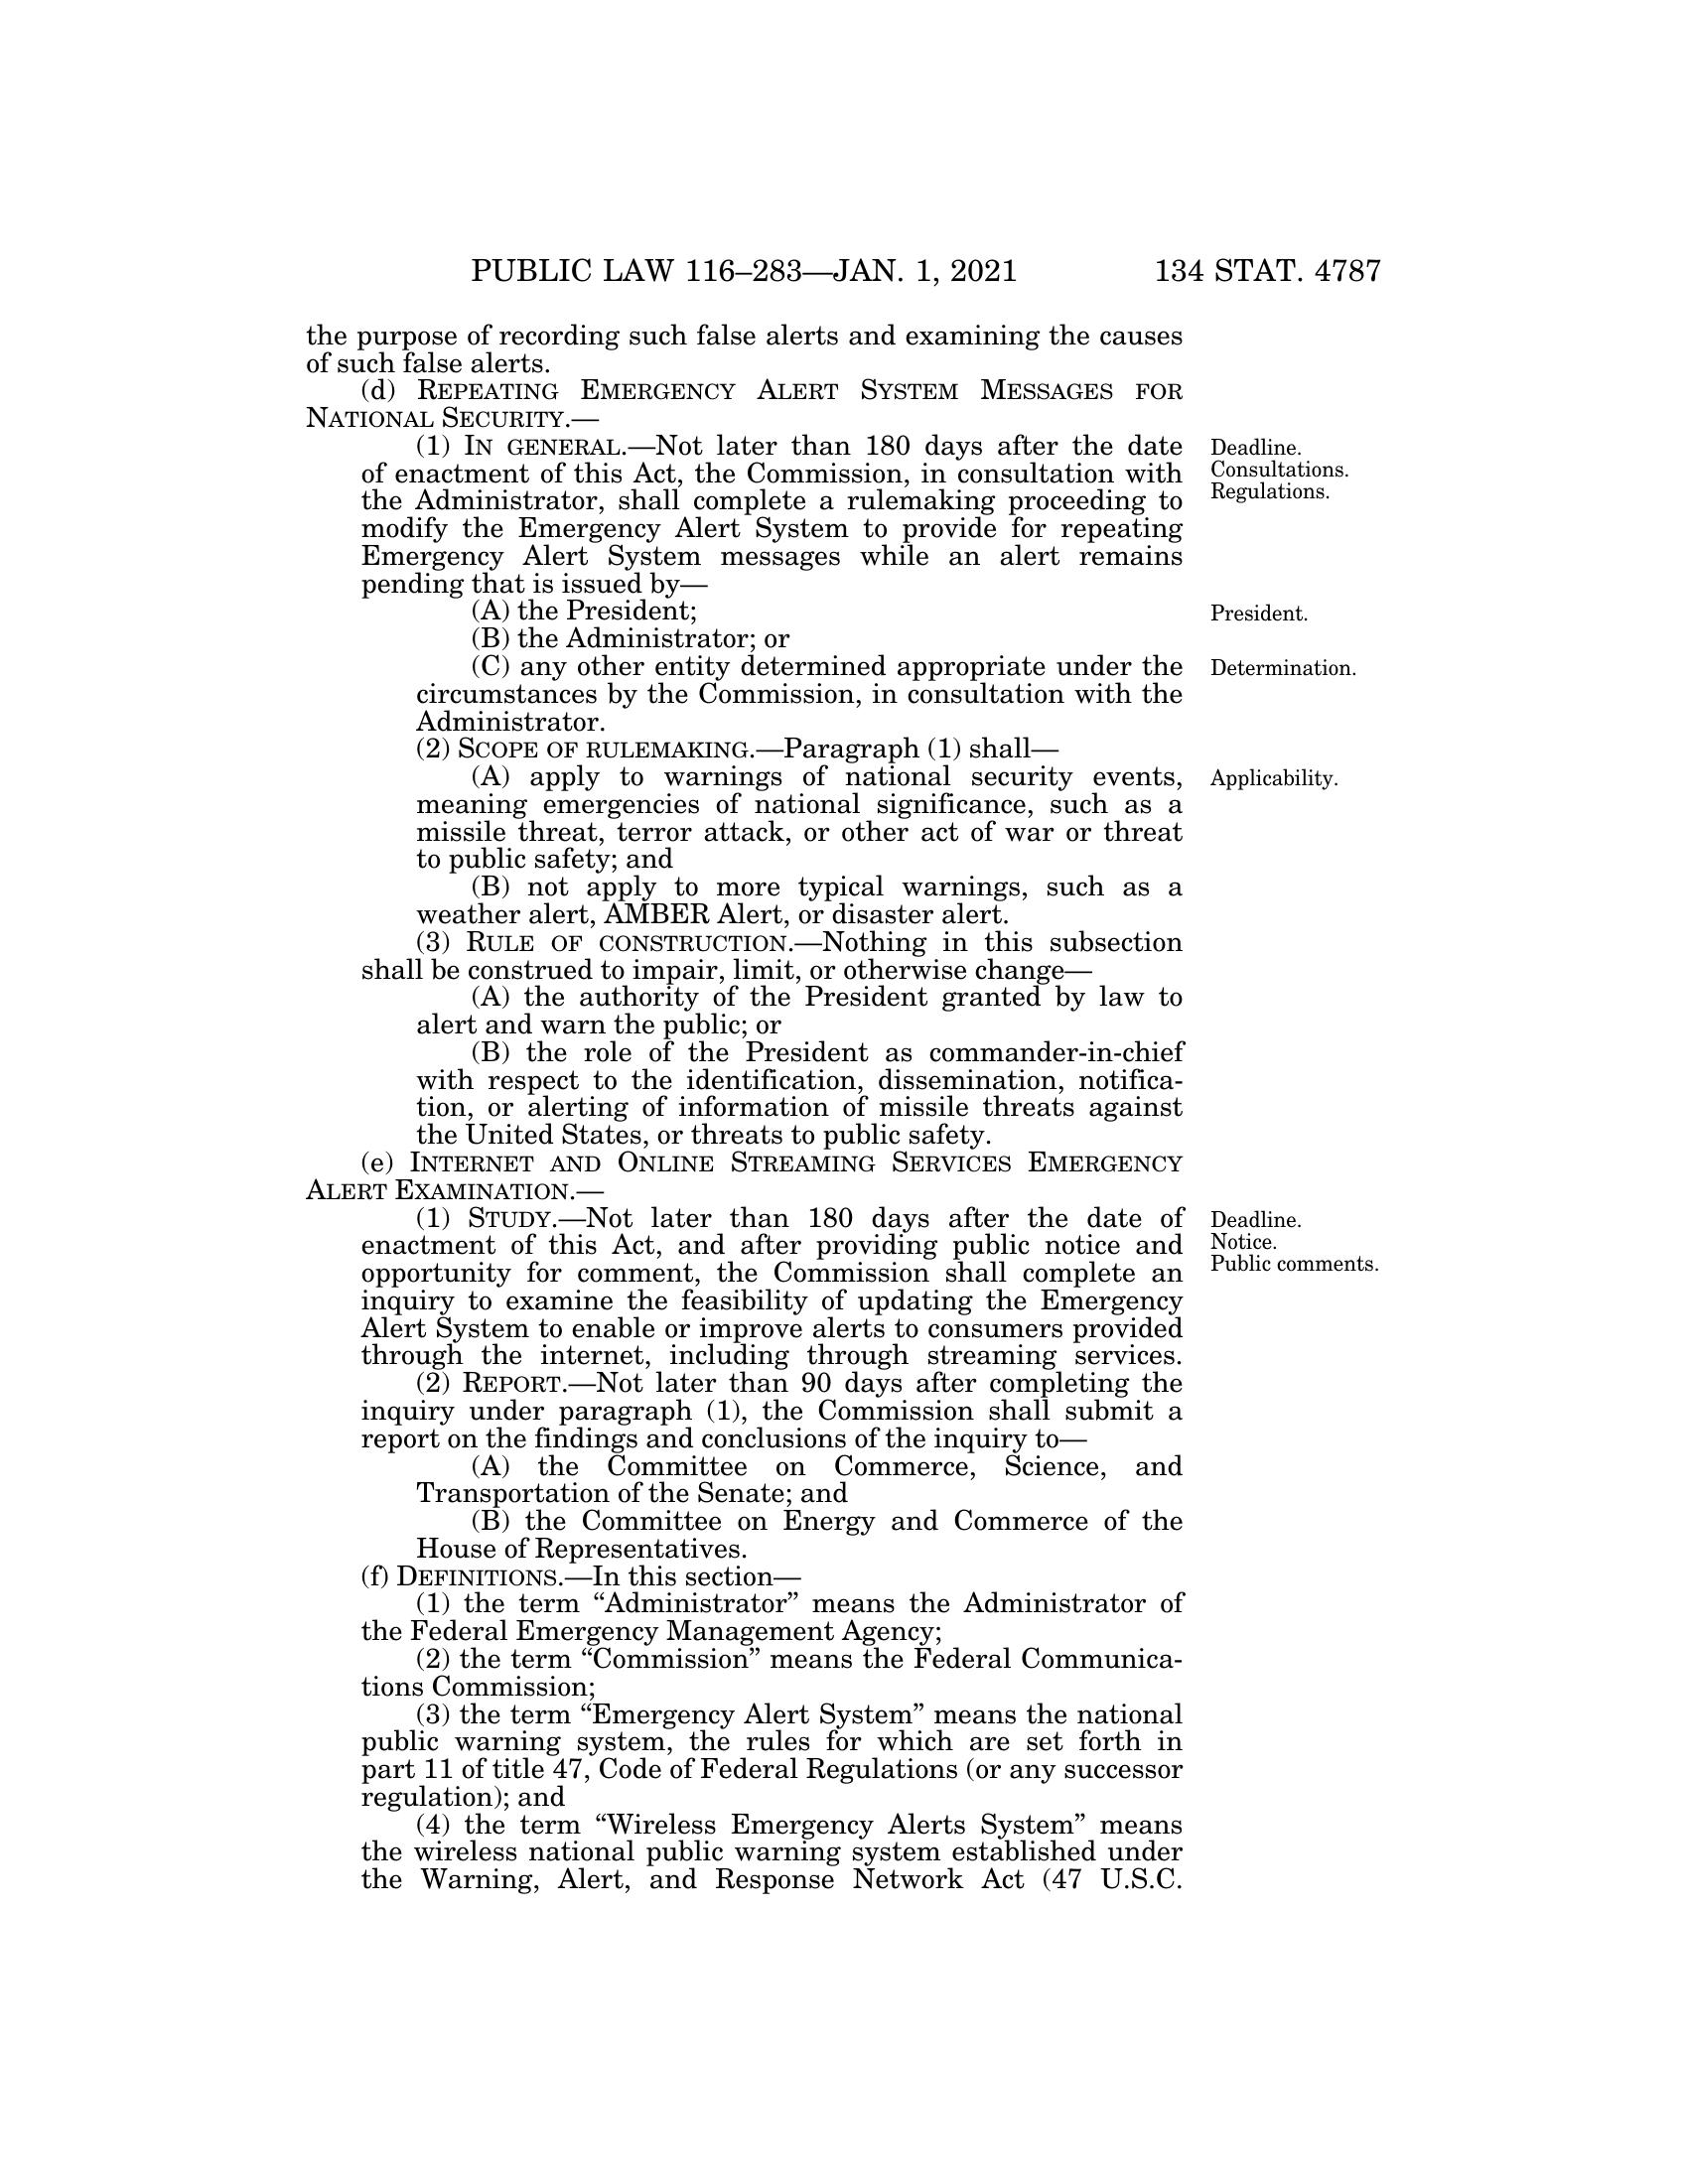 PUBLIC LAW 116–283—JAN. 1, 2021 134 STAT. 4787
the purpose of recording such false alerts and examining the causes
of such false alerts.
(d) REPEATING EMERGENCY ALERT SYSTEM MESSAGES FOR
NATIONAL SECURITY.—
(1) IN GENERAL.—Not later than 180 days after the date
of enactment of this Act, the Commission, in consultation with
the Administrator, shall complete a rulemaking proceeding to
modify the Emergency Alert System to provide for repeating
Emergency Alert System messages while an alert remains
pending that is issued by—
(A) the President;
(B) the Administrator; or
(C) any other entity determined appropriate under the
circumstances by the Commission, in consultation with the
Administrator.
(2) SCOPE OF RULEMAKING.—Paragraph (1) shall—
(A) apply to warnings of national security events,
meaning emergencies of national significance, such as a
missile threat, terror attack, or other act of war or threat
to public safety; and
(B) not apply to more typical warnings, such as a
weather alert, AMBER Alert, or disaster alert.
(3) RULE OF CONSTRUCTION.—Nothing in this subsection
shall be construed to impair, limit, or otherwise change—
(A) the authority of the President granted by law to
alert and warn the public; or
(B) the role of the President as commander-in-chief
with respect to the identification, dissemination, notifica-
tion, or alerting of information of missile threats against
the United States, or threats to public safety.
(e) INTERNET AND ONLINE STREAMING SERVICES EMERGENCY
ALERT EXAMINATION.—
(1) STUDY.—Not later than 180 days after the date of
enactment of this Act, and after providing public notice and
opportunity for comment, the Commission shall complete an
inquiry to examine the feasibility of updating the Emergency
Alert System to enable or improve alerts to consumers provided
through the internet, including through streaming services.
(2) REPORT.—Not later than 90 days after completing the
inquiry under paragraph (1), the Commission shall submit a
report on the findings and conclusions of the inquiry to—
(A) the Committee on Commerce, Science, and
Transportation of the Senate; and
(B) the Committee on Energy and Commerce of the
House of Representatives.
(f) DEFINITIONS.—In this section—
(1) the term “Administrator” means the Administrator of
the Federal Emergency Management Agency;
(2) the term “Commission” means the Federal Communica-
tions Commission;
(3) the term “Emergency Alert System” means the national
public warning system, the rules for which are set forth in
part 11 of title 47, Code of Federal Regulations (or any successor
regulation); and
(4) the term “Wireless Emergency Alerts System” means
the wireless national public warning system established under
the Warning, Alert, and Response Network Act (47 U.S.C.
Deadline.
Consultations.
Regulations.
President.
Determination.
Applicability.
Deadline.
Notice.
Public comments.